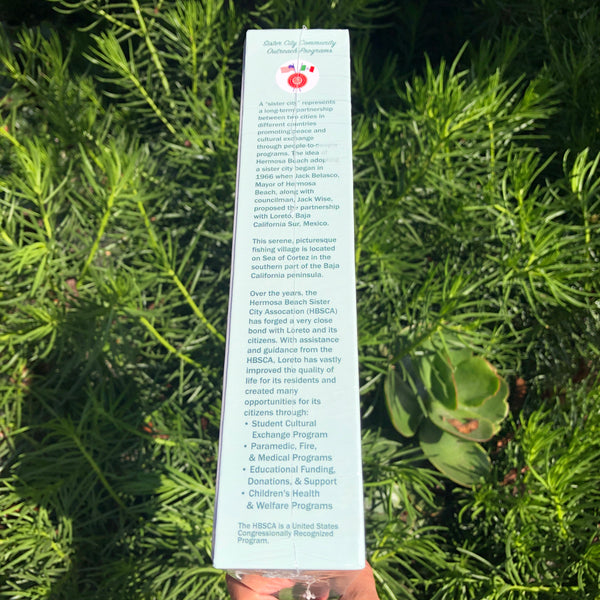 Sister City Community
Outreach Programs
A "sister city" represents
a long-term partnership
between two cities in
different countries
promoting peace and
cultural exchange
through people-to-people
programs. The idea of
Hermosa Beach adopting
a sister city began in
1966 when Jack Belasco,
Mayor of Hermosa
Beach, along with
councilman, Jack Wise,
proposed the partnership
with Loreto, Baja
California Sur, Mexico.
This serene, picturesque
fishing village is located
on Sea of Cortez in the
southern part of the Baja
California peninsula.
Over the years, the
Hermosa Beach Sister
City Assocation (HBSCA)
has forged a very close
bond with Loreto and its
citizens. With assistance
and guidance from the
HBSCA, Loreto has vastly
improved the quality of
life for its residents and
created many
opportunities for its
citizens through:
• Student Cultural
Exchange Program
• Paramedic, Fire,
& Medical Programs
• Educational Funding,
Donations, & Support
• Children's Health
& Welfare Programs
The HBSCA is a United States
Congressionally Recognized
Program.